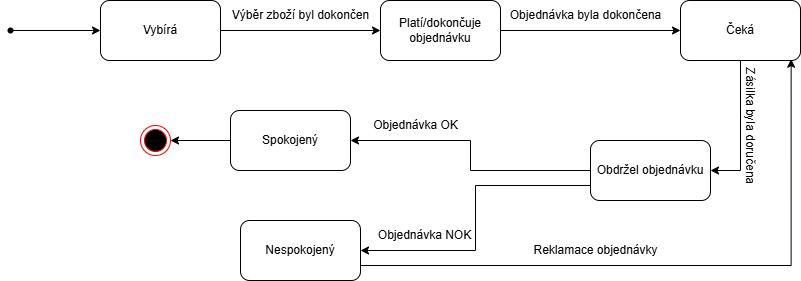 Vybírá
Výběr zboží byl dokončen
Platí/dokončuje
objednávku
Objednávka byla dokončena
Čeká
Zásilka byla doručena
Spokojený
Objednávka OK
Obdržel objednávku
Nespokojený
Objednávka NOK
Reklamace objednávky